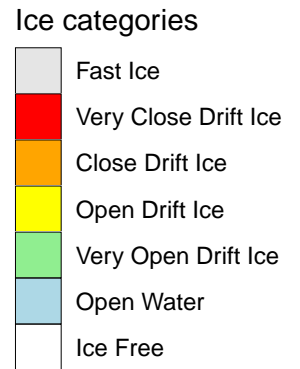 Ice categories
Fast Ice
Very Close Drift Ice
Close Drift Ice
Open Drift Ice
Very Open Drift Ice
Open Water
Ice Free